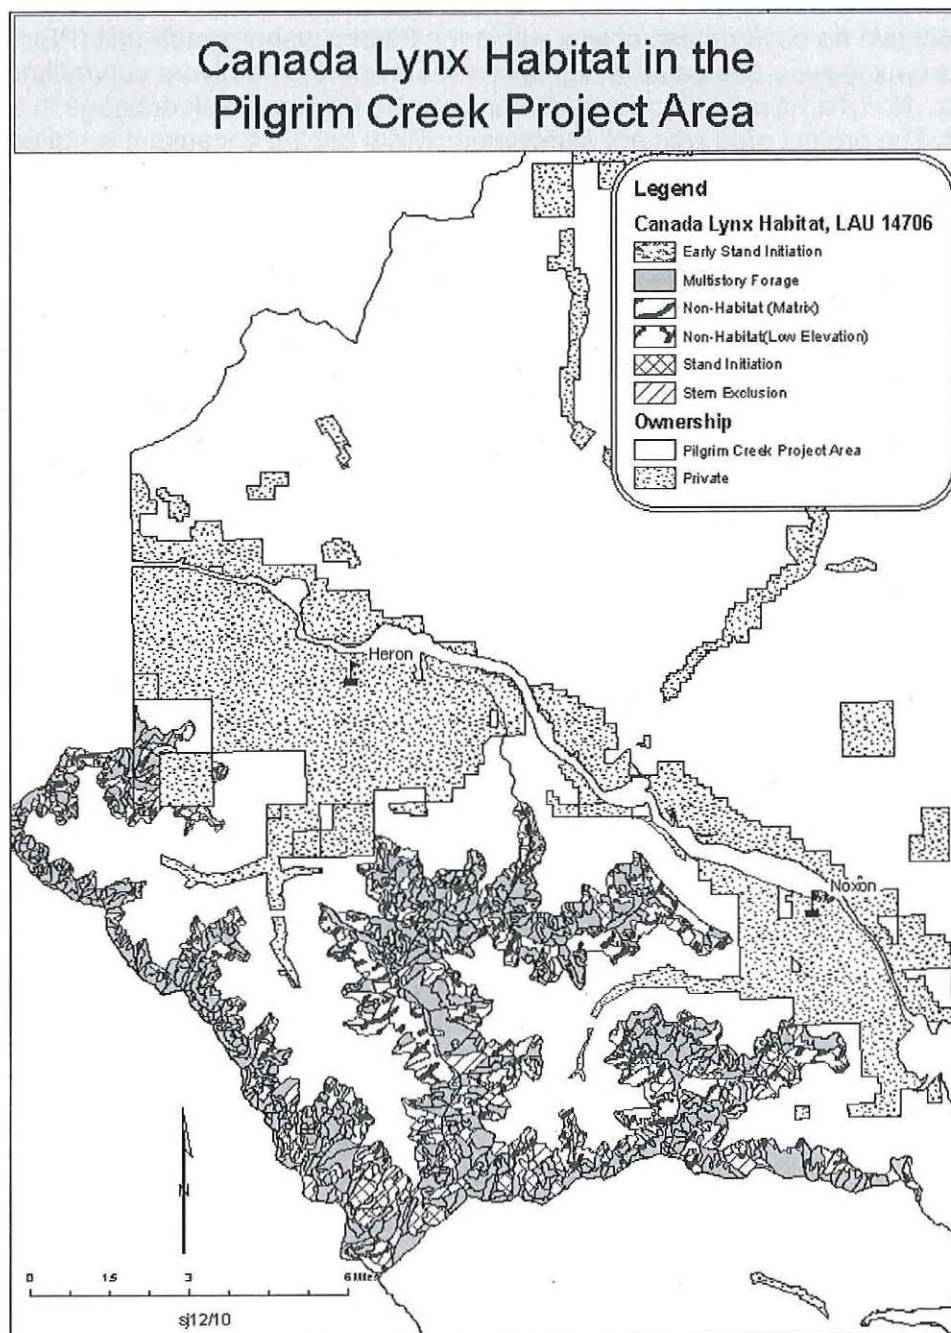 Canada Lynx Habitat in the
Pilgrim Creek Project Area
Legend
Canada Lynx Habitat, LAU 14706
Early Stand Initiation
Multistory Forage
Non-Habitat (Matrix)
Non-Habitat(Low Elevation)
Stand Initiation
Stem Exclusion
Ownership
Pilgrim Creek Project Area
Private
Heron
Noxon
N
0 1.5 3 6 Miles
sj12/10